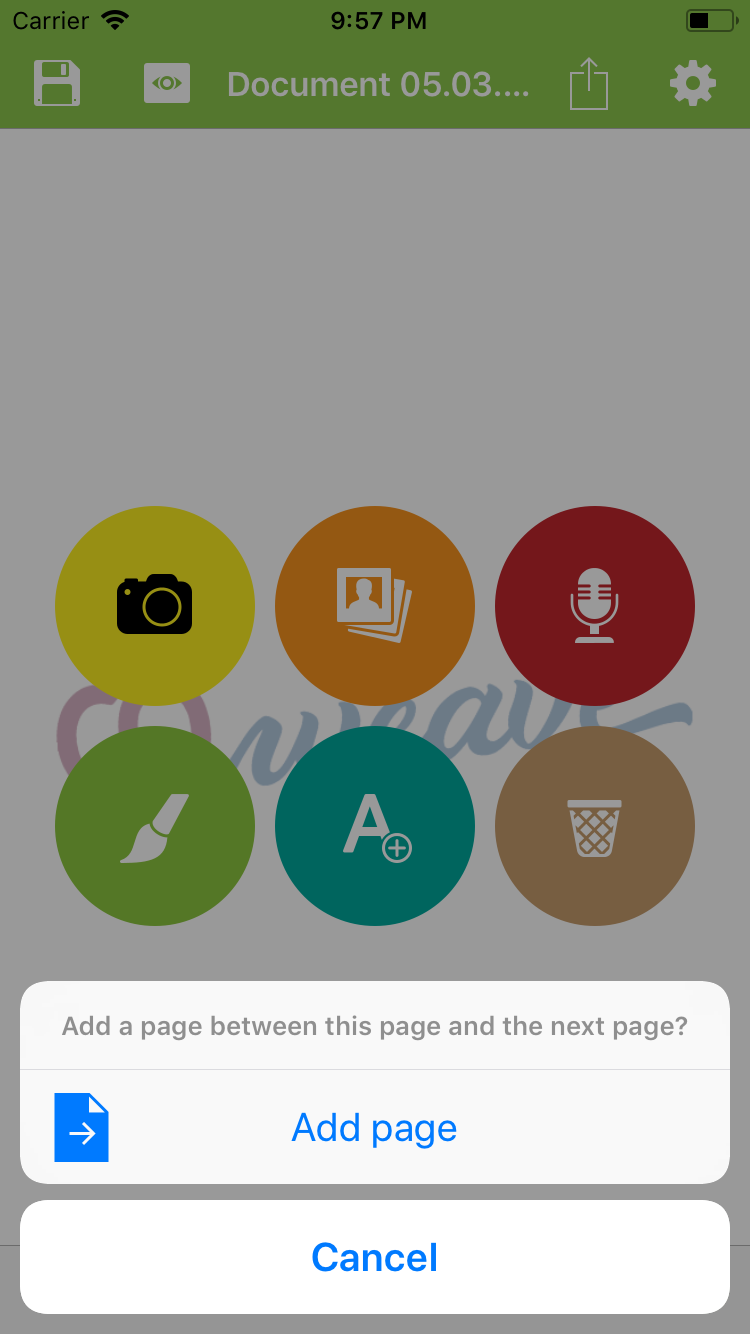 Carrier
9:57 PM
Document 05.03....
weave
A
Add a page between this page and the next page?
Add page
Cancel